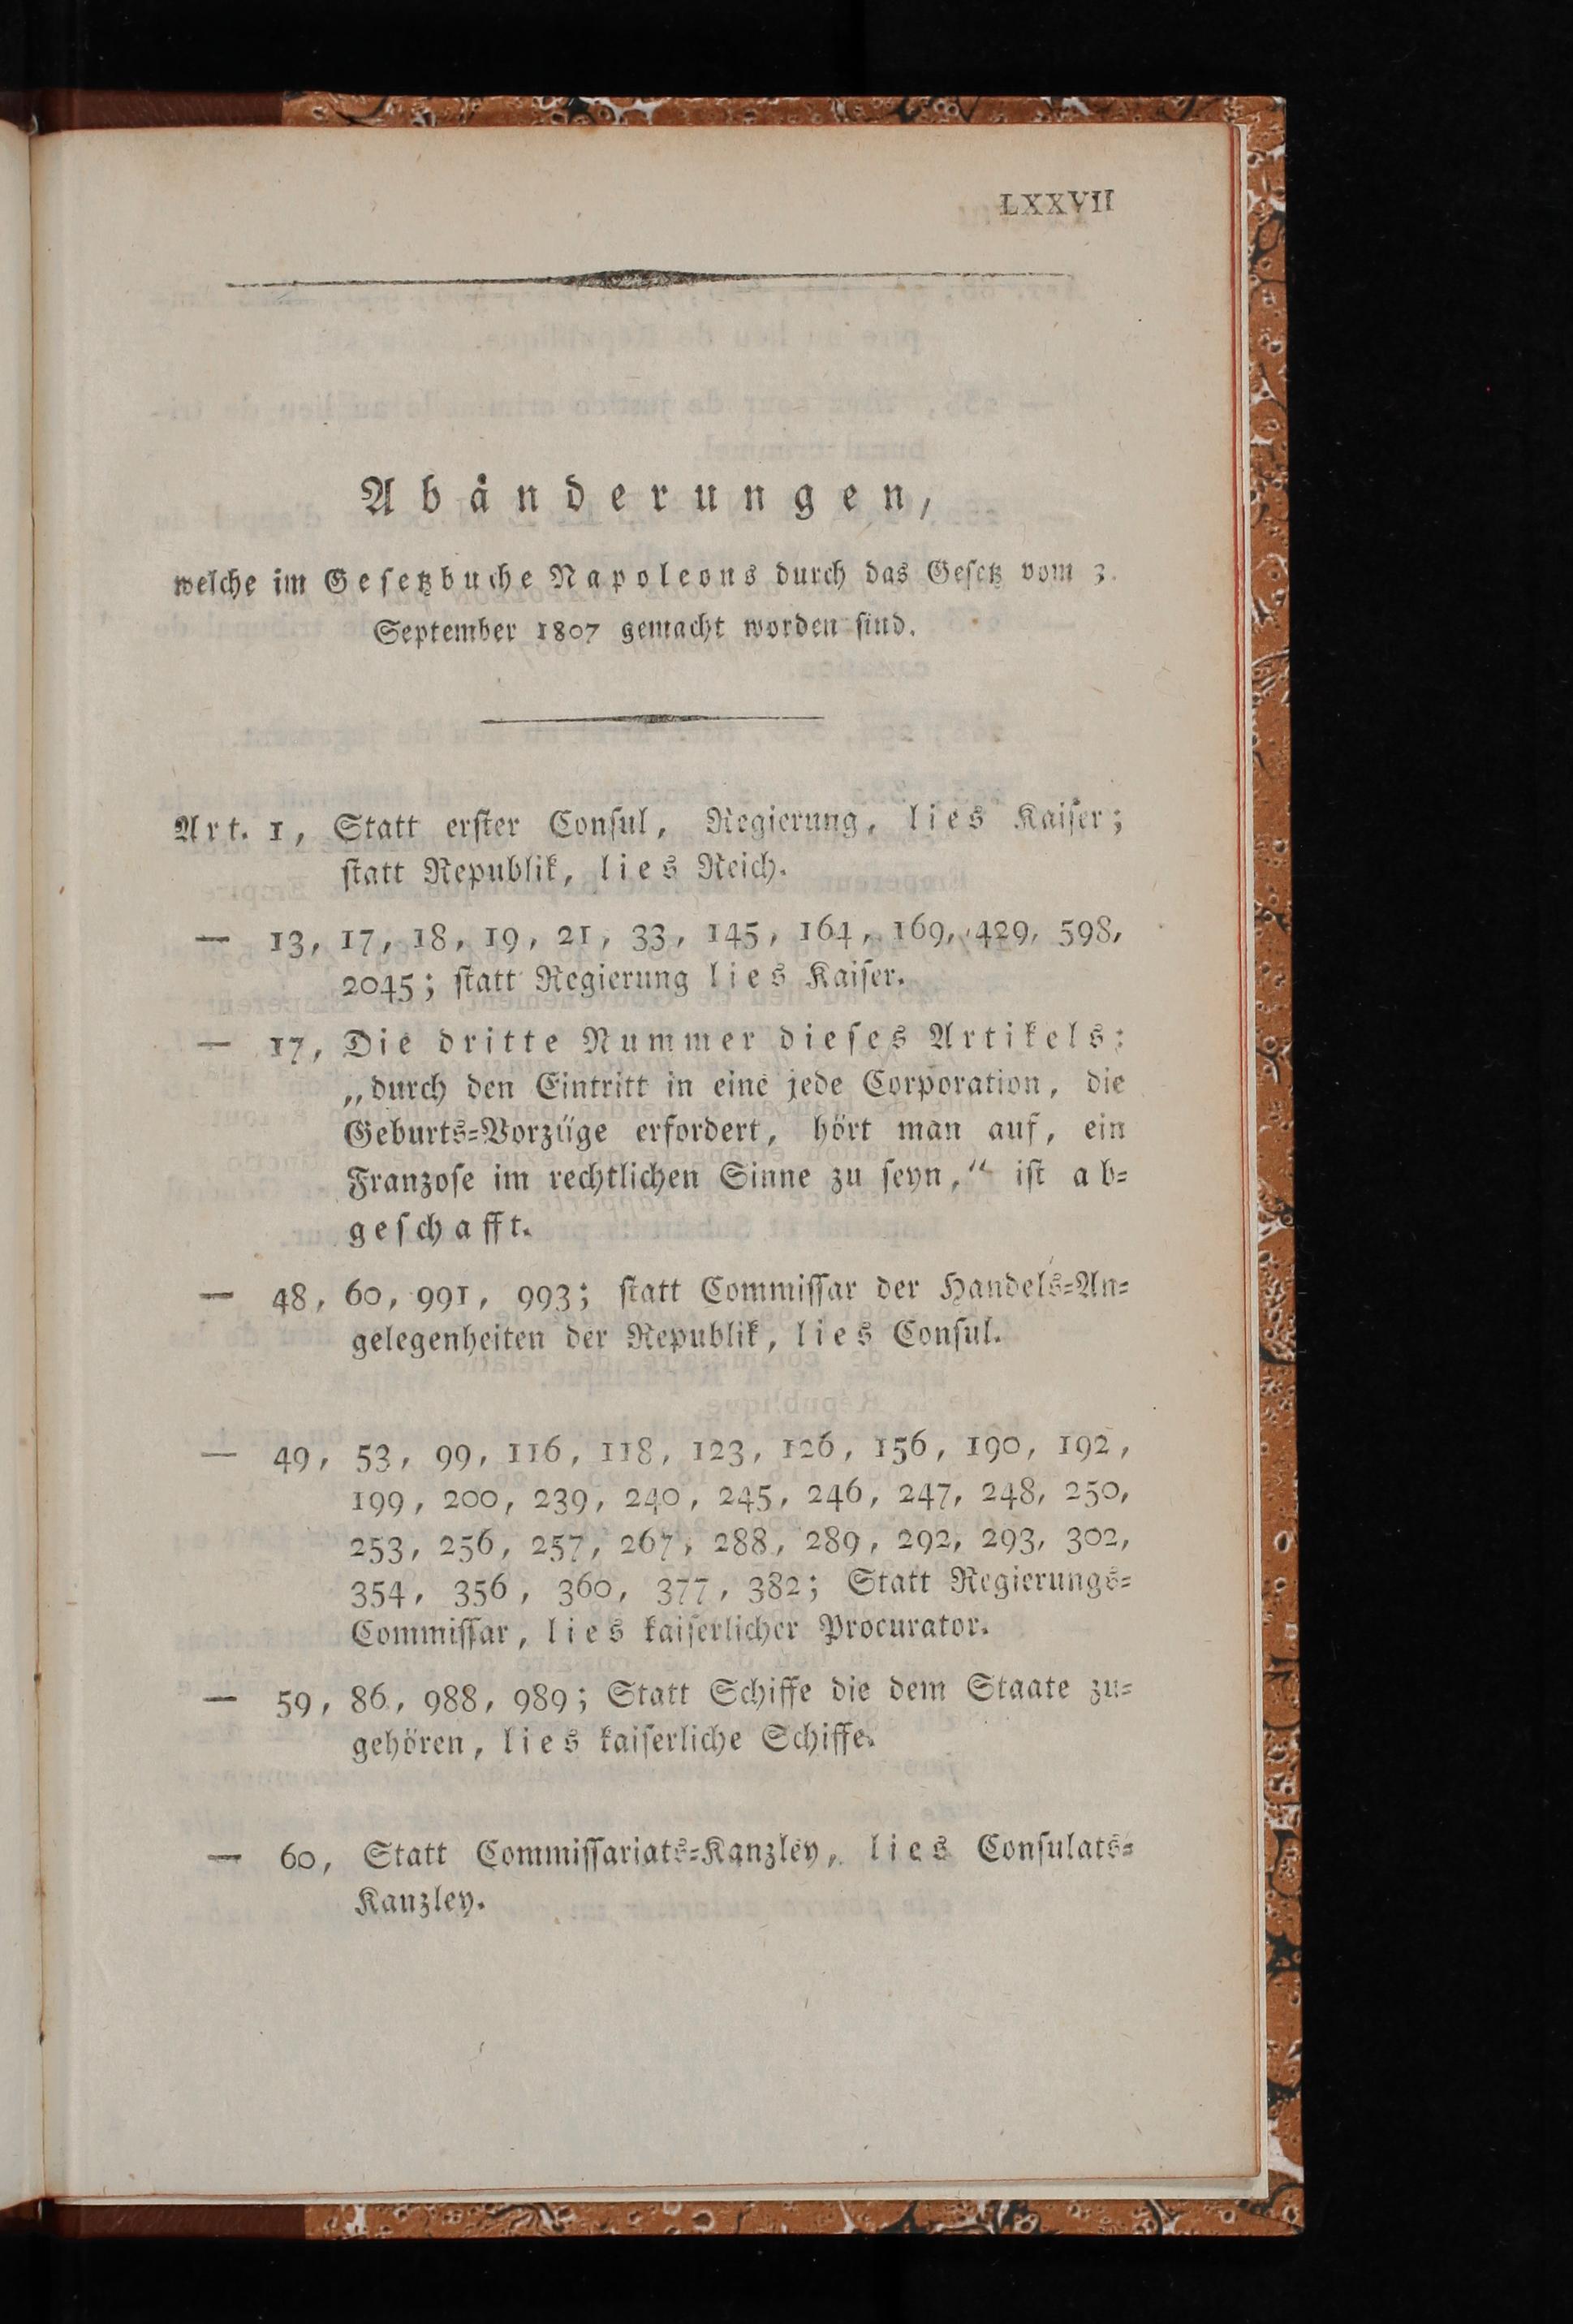 LXXVII
Abänderungen,
welche im Gesetzbuche Napoleons durch das Gesetz vom 3.
September 1807 gemacht worden sind.
Art. 1, Statt erster Consul, Regierung, lies Kaiser;
statt Republik, lies Reich.
— 13, 17, 18, 19, 21, 33, 145, 164, 169, 429, 598,
2045; statt Regierung lies Kaiser.
— 17, Die dritte Nummer dieses Artikels:
„durch den Eintritt in eine jede Corporation, die
Geburts-Vorzüge erfordert, hört man auf, ein
Franzose im rechtlichen Sinne zu seyn,“ ist ab-
geschafft.
— 48, 60, 991, 993; statt Commissar der Handels-An-
gelegenheiten der Republik, lies Consul.
— 49, 53, 99, 116, 118, 123, 126, 156, 190, 192,
199, 200, 239, 240, 245, 246, 247, 248, 250,
253, 256, 257, 267, 288, 289, 292, 293, 302,
354, 356, 360, 377, 382; Statt Regierungs-
Commissar, lies kaiserlicher Procurator.
— 59, 86, 988, 989; Statt Schiffe die dem Staate zu-
gehören, lies kaiserliche Schiffe.
— 60, Statt Commissariats-Kanzley, lies Consulats-
Kanzley.